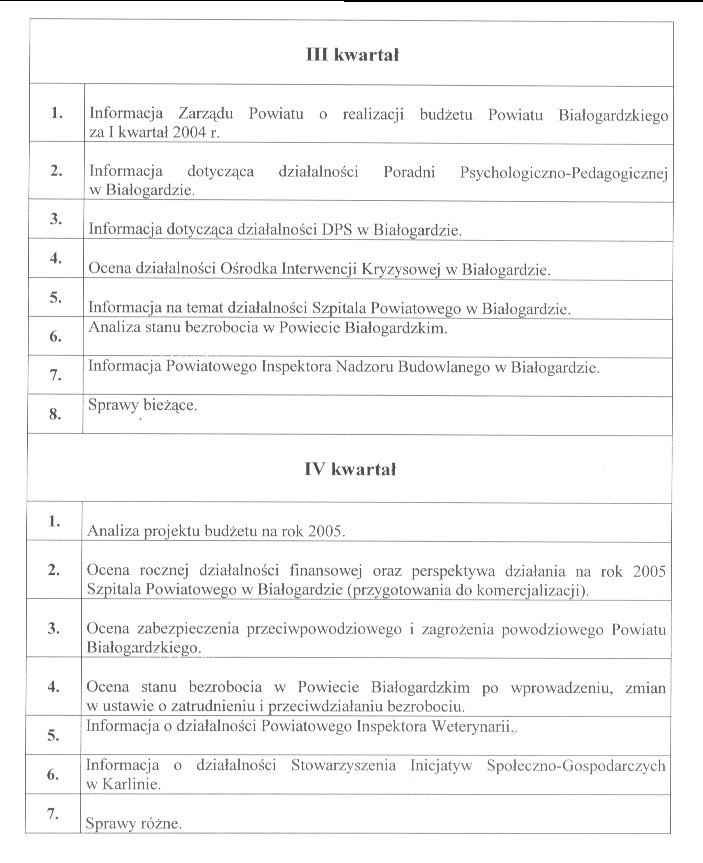 III kwartał
1. Informacja Zarządu Powiatu o realizacji budżetu Powiatu Białogardzkiego
za I kwartał 2004 r.
2. Informacja dotycząca działalności Poradni Psychologiczno-Pedagogicznej
w Białogardzie.
3. Informacja dotycząca działalności DPS w Białogardzie.
4. Ocena działalności Ośrodka Interwencji Kryzysowej w Białogardzie.
5. Informacja na temat działalności Szpitala Powiatowego w Białogardzie.
6. Analiza stanu bezrobocia w Powiecie Białogardzkim.
7. Informacja Powiatowego Inspektora Nadzoru Budowlanego w Białogardzie.
8. Sprawy bieżące.
IV kwartał
1. Analiza projektu budżetu na rok 2005.
2. Ocena rocznej działalności finansowej oraz perspektywa działania na rok 2005
Szpitala Powiatowego w Białogardzie (przygotowania do komercjalizacji).
3. Ocena zabezpieczenia przeciwpowodziowego i zagrożenia powodziowego Powiatu
Białogardzkiego.
4. Ocena stanu bezrobocia w Powiecie Białogardzkim po wprowadzeniu, zmian
w ustawie o zatrudnieniu i przeciwdziałaniu bezrobociu.
5. Informacja o działalności Powiatowego Inspektora Weterynarii.
6. Informacja o działalności Stowarzyszenia Inicjatyw Społeczno-Gospodarczych
w Karlinie.
7. Sprawy różne.